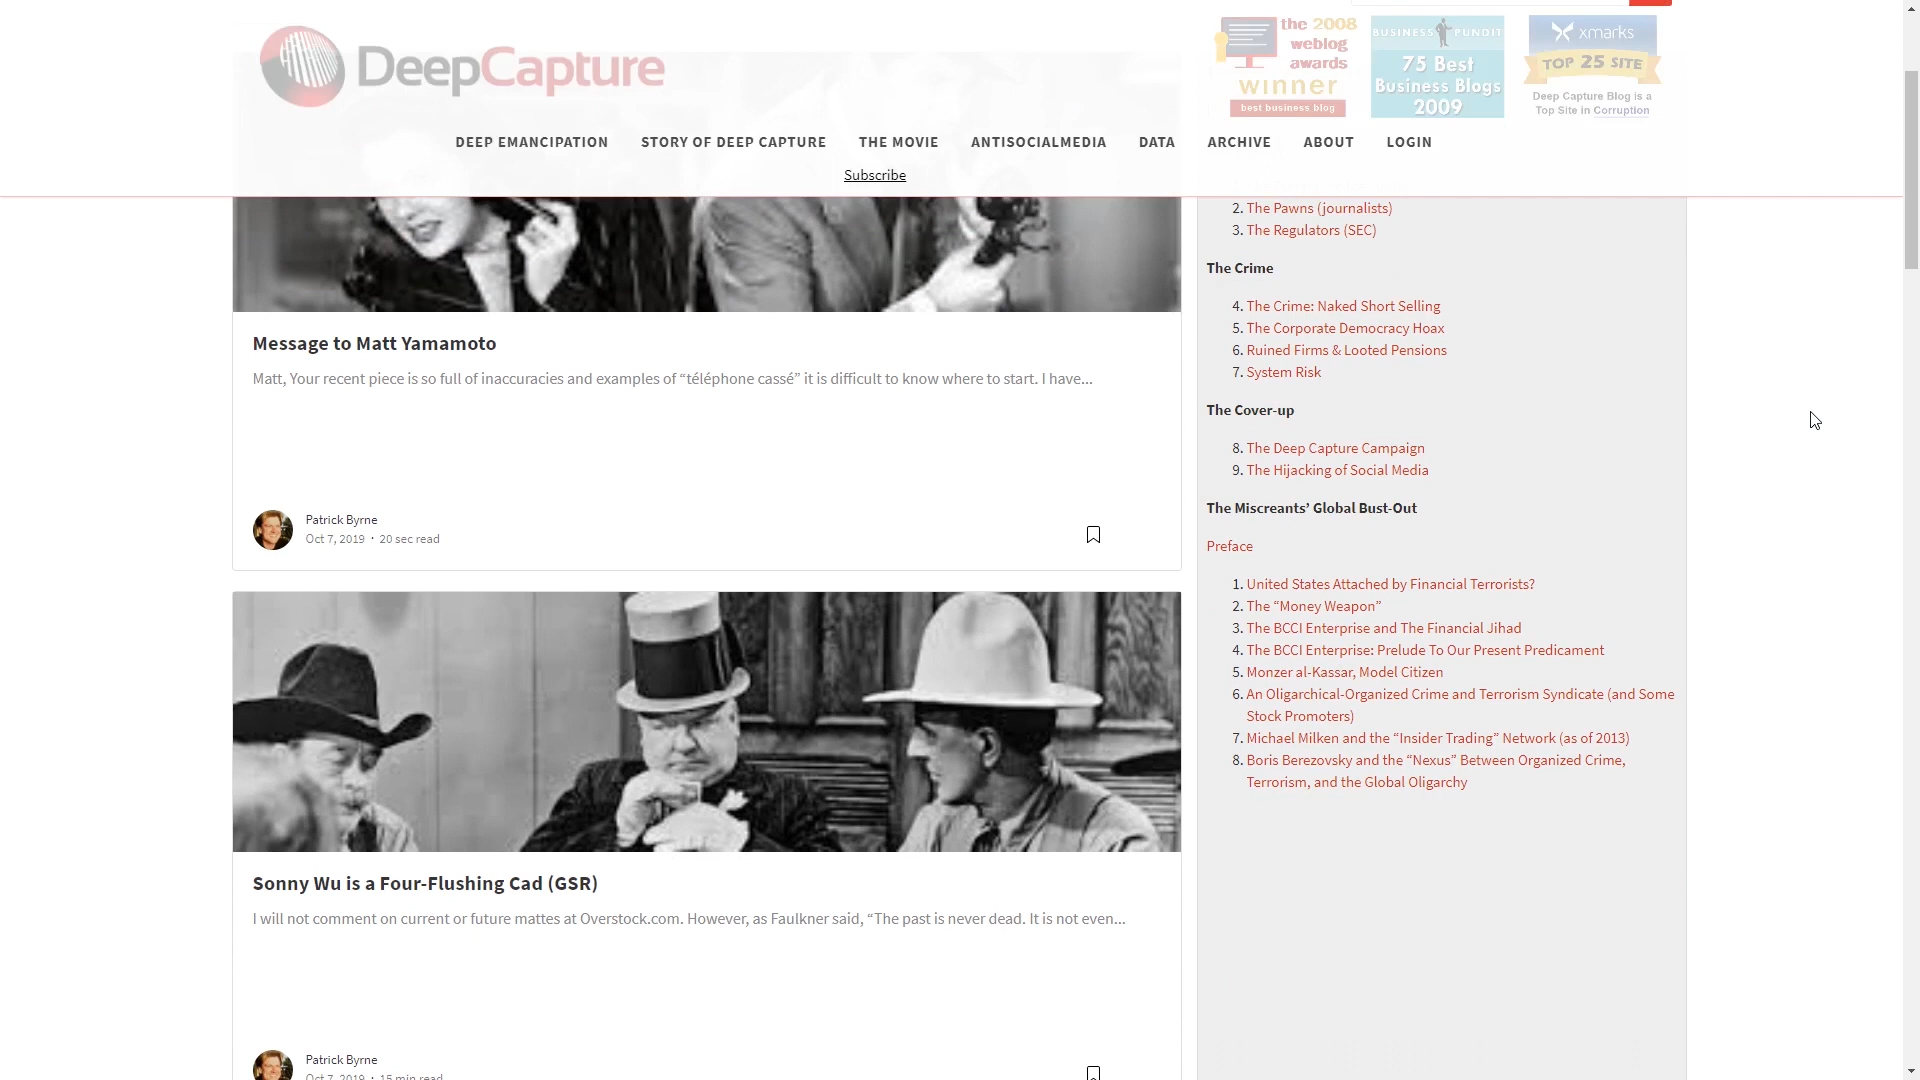 DeepCapture
the 2008
weblog
awards
winner
best business blog
BUSINESS PUNDIT
75 Best
Business Blogs
2009
xmarks
TOP 25 SITE
Deep Capture Blog is a
Top Site in Corruption
DEEP EMANCIPATION STORY OF DEEP CAPTURE THE MOVIE ANTISOCIALMEDIA DATA ARCHIVE ABOUT LOGIN
Subscribe
Message to Matt Yamamoto
Matt, Your recent piece is so full of inaccuracies and examples of “téléphone cassé” it is difficult to know where to start. I have...
Patrick Byrne
Oct 7, 2019 · 20 sec read
Sonny Wu is a Four-Flushing Cad (GSR)
I will not comment on current or future mattes at Overstock.com. However, as Faulkner said, “The past is never dead. It is not even...
Patrick Byrne
Oct 7, 2019 · 15 min read
2. The Pawns (journalists)
3. The Regulators (SEC)
The Crime
4. The Crime: Naked Short Selling
5. The Corporate Democracy Hoax
6. Ruined Firms & Looted Pensions
7. System Risk
The Cover-up
8. The Deep Capture Campaign
9. The Hijacking of Social Media
The Miscreants’ Global Bust-Out
Preface
1. United States Attached by Financial Terrorists?
2. The “Money Weapon”
3. The BCCI Enterprise and The Financial Jihad
4. The BCCI Enterprise: Prelude To Our Present Predicament
5. Monzer al-Kassar, Model Citizen
6. An Oligarchical-Organized Crime and Terrorism Syndicate (and Some
Stock Promoters)
7. Michael Milken and the “Insider Trading” Network (as of 2013)
8. Boris Berezovsky and the “Nexus” Between Organized Crime,
Terrorism, and the Global Oligarchy